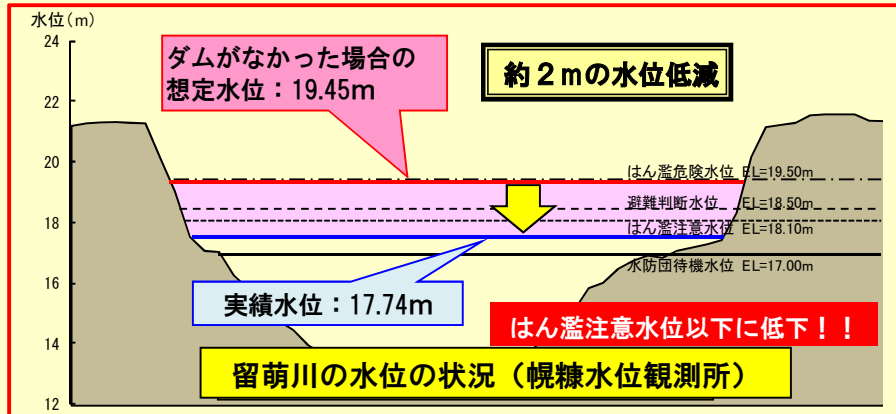 水位(m)
24
22
20
18
16
14
12
ダムがなかった場合の
想定水位：19.45m
約２ｍの水位低減
はん濫危険水位 EL=19.50m
避難判断水位 EL=18.50m
はん濫注意水位 EL=18.10m
水防団待機水位 EL=17.00m
実績水位：17.74m
はん濫注意水位以下に低下！！
留萌川の水位の状況（幌糠水位観測所）